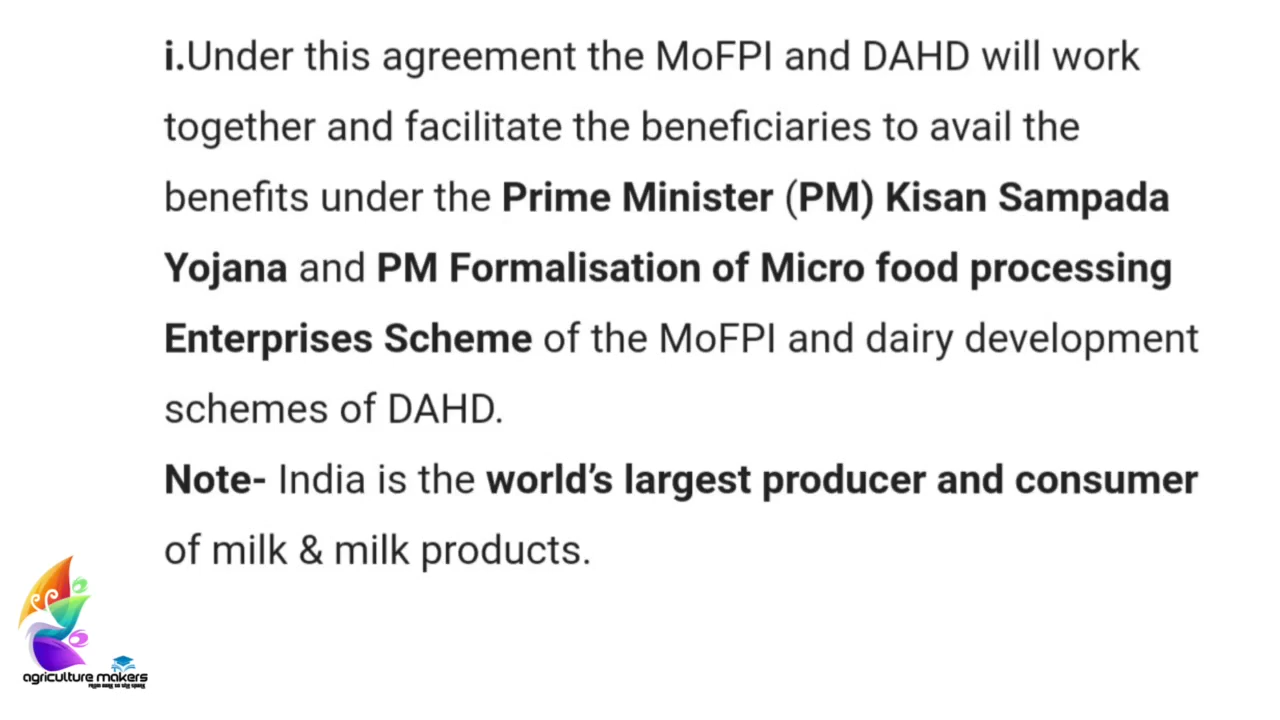 i.Under this agreement the MoFPI and DAHD will work
together and facilitate the beneficiaries to avail the
benefits under the Prime Minister (PM) Kisan Sampada
Yojana and PM Formalisation of Micro food processing
Enterprises Scheme of the MoFPI and dairy development
schemes of DAHD.
Note- India is the world’s largest producer and consumer
of milk & milk products.
agriculture makers